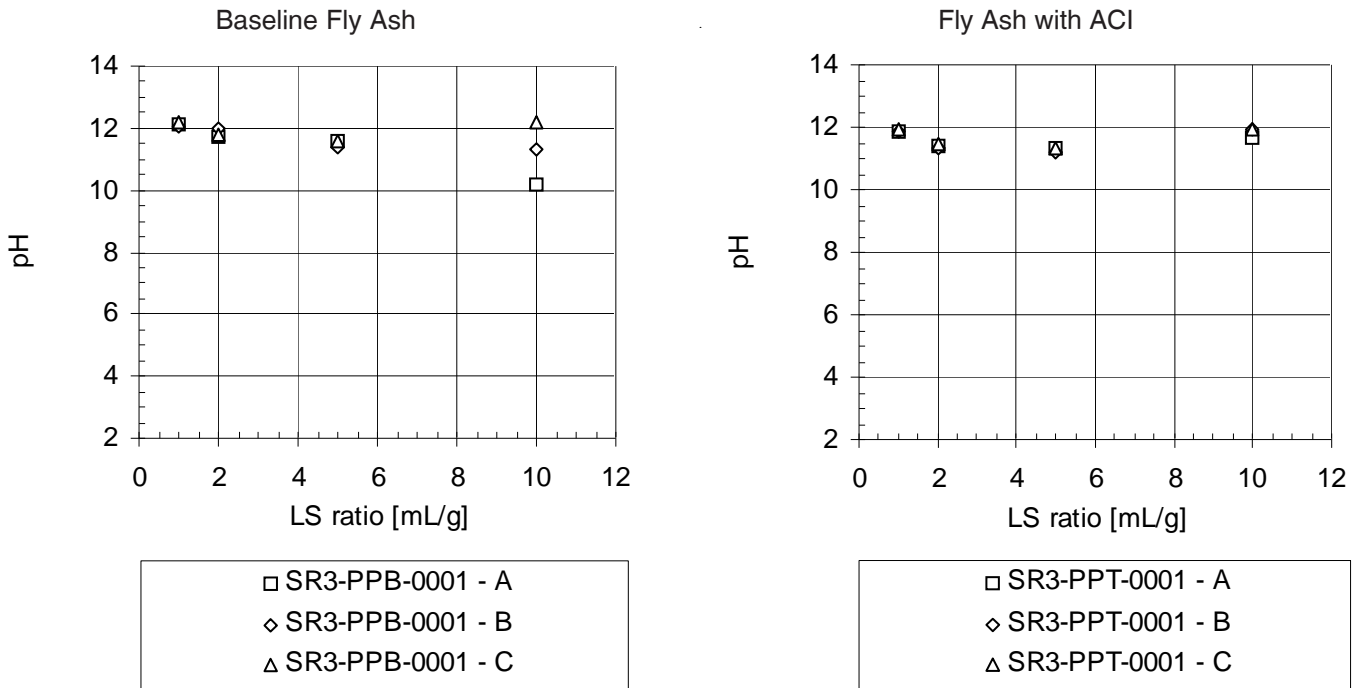 Baseline Fly Ash
14
12
10
8
6
4
2
0 2 4 6 8 10 12
pH
LS ratio [mL/g]
SR3-PPB-0001 - A
SR3-PPB-0001 - B
SR3-PPB-0001 - C
Fly Ash with ACI
14
12
10
8
6
4
2
0 2 4 6 8 10 12
pH
LS ratio [mL/g]
SR3-PPT-0001 - A
SR3-PPT-0001 - B
SR3-PPT-0001 - C